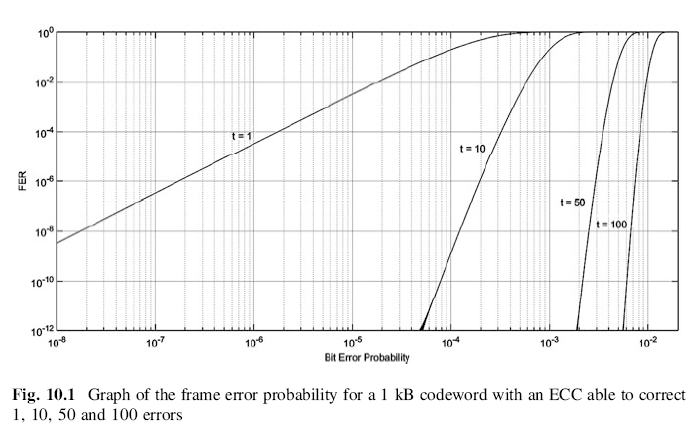 10⁰
10⁻²
10⁻⁴
10⁻⁶
10⁻⁸
10⁻¹⁰
10⁻¹²
FER
t = 1
t = 10
t = 50
t = 100
10⁻⁸ 10⁻⁷ 10⁻⁶ 10⁻⁵ 10⁻⁴ 10⁻³ 10⁻²
Bit Error Probability
Fig. 10.1 Graph of the frame error probability for a 1 kB codeword with an ECC able to correct
1, 10, 50 and 100 errors